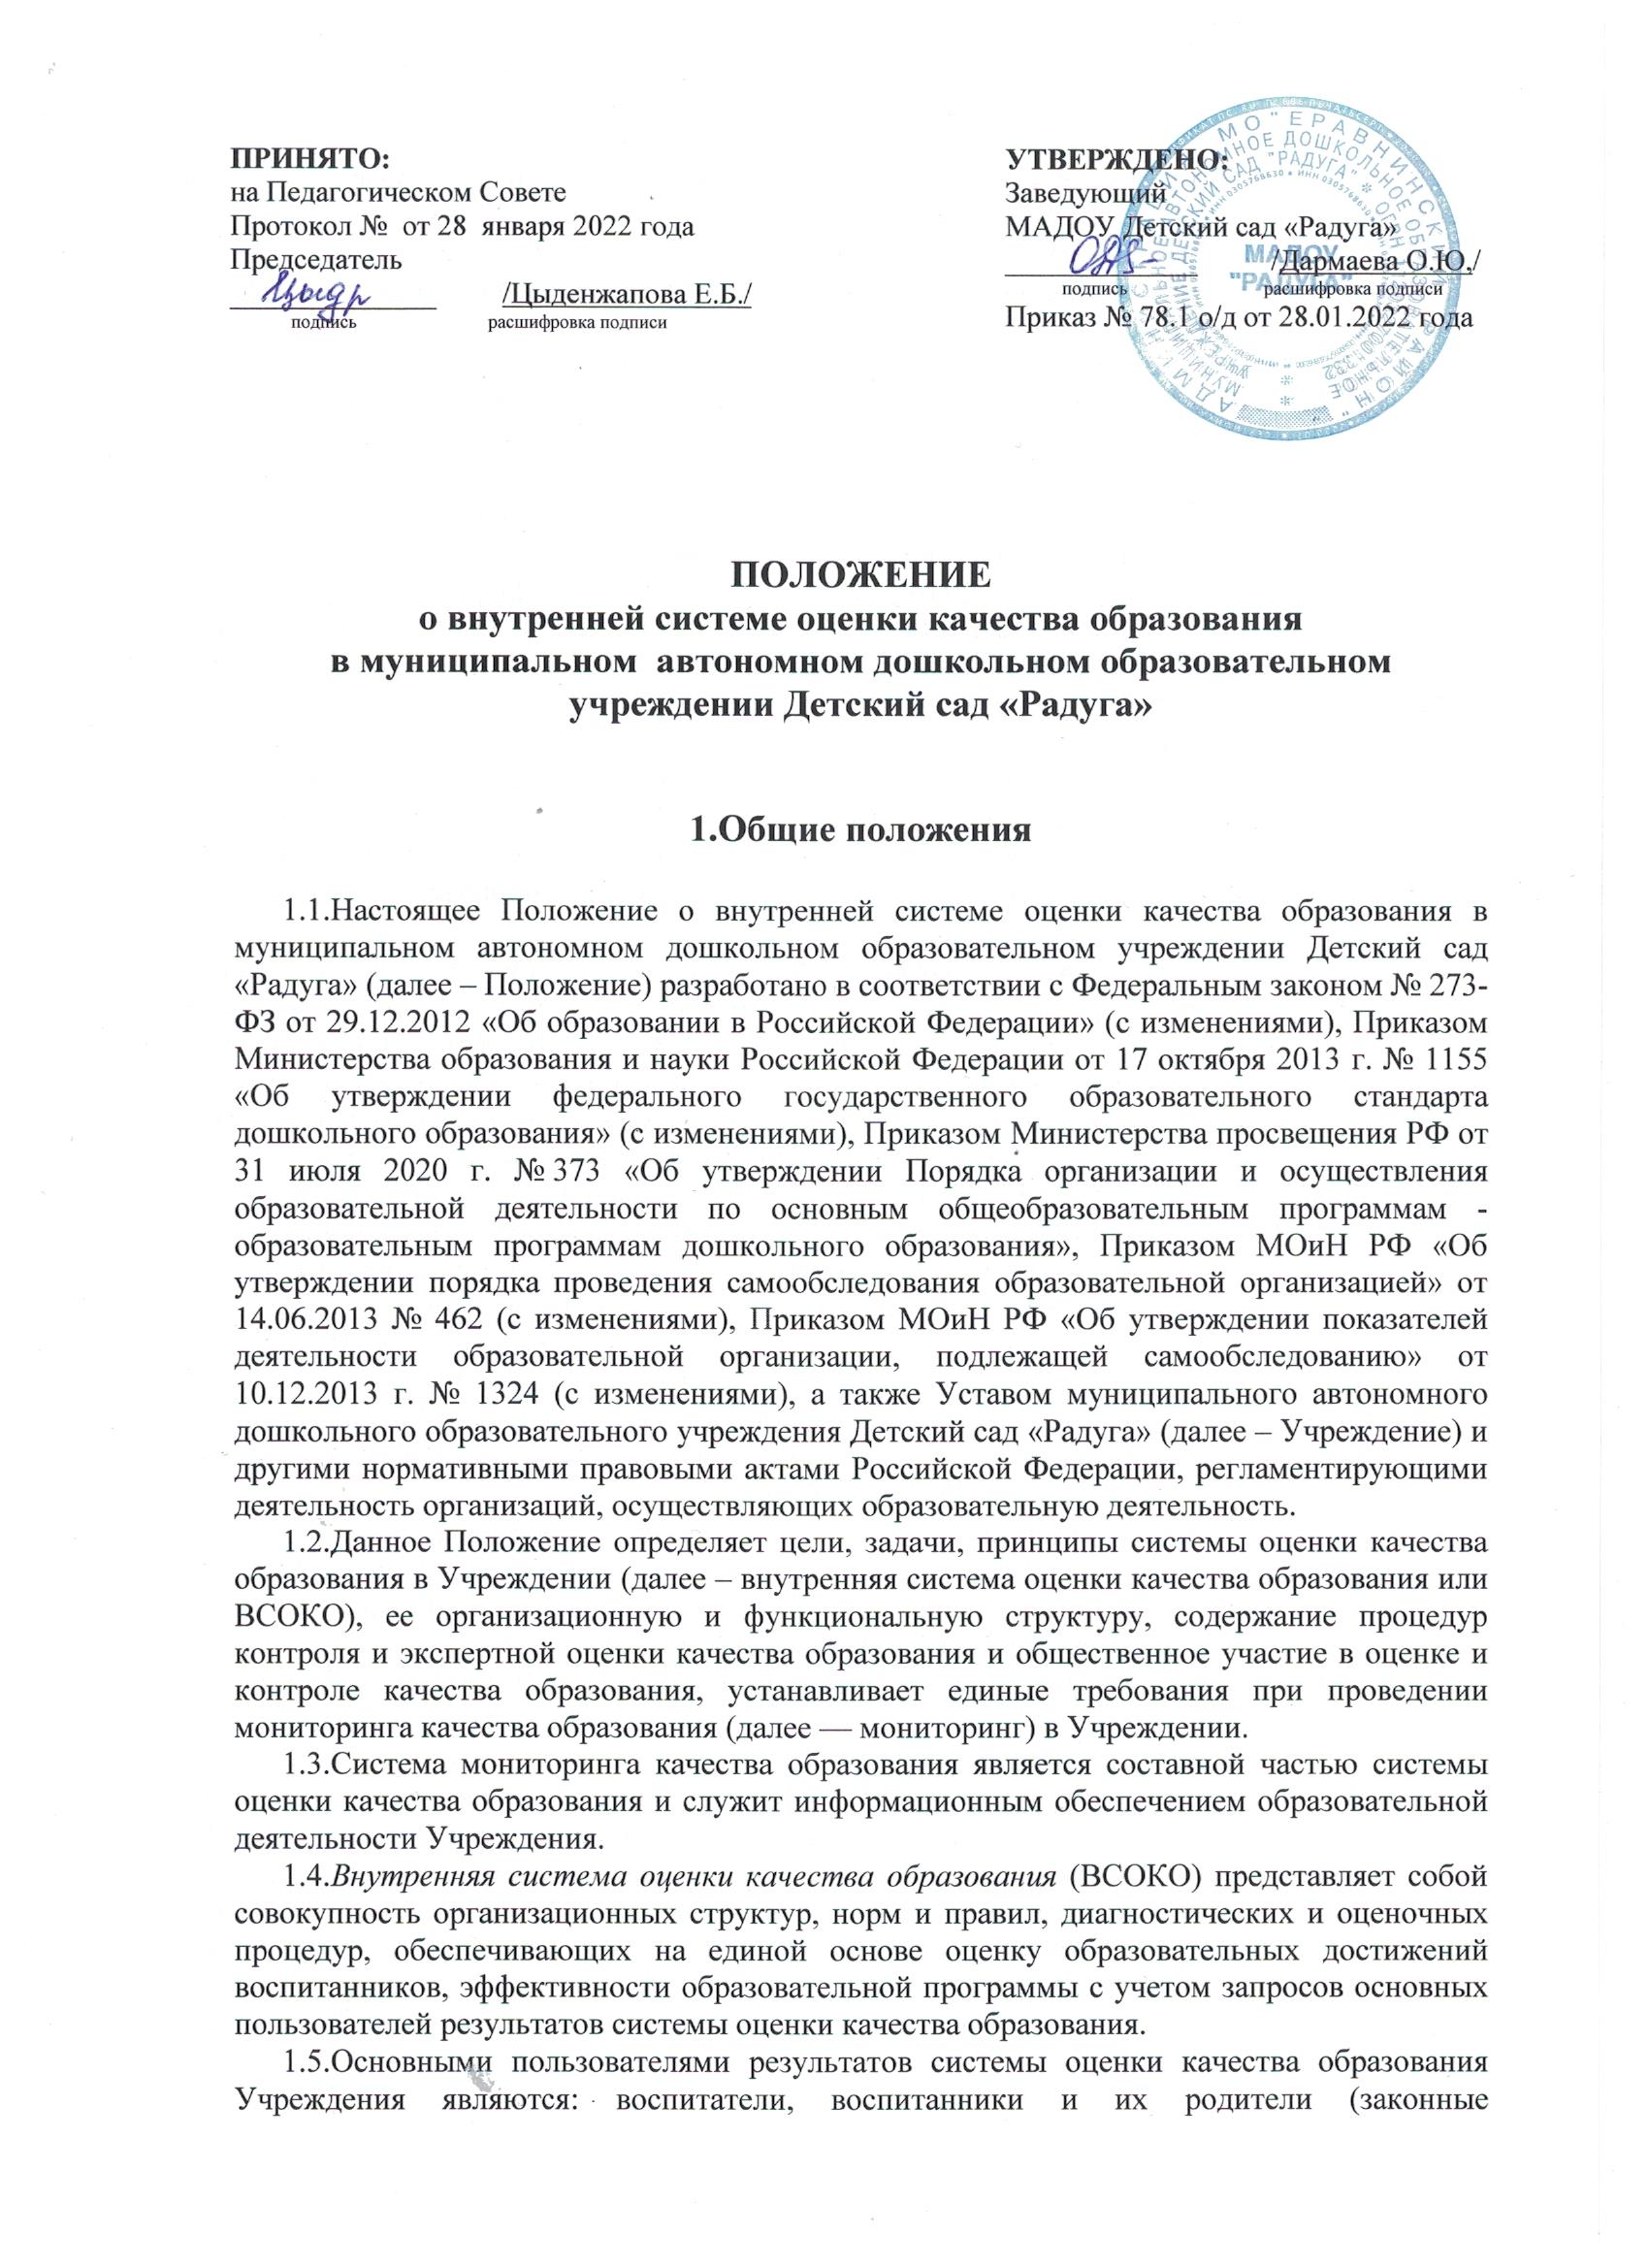 ПРИНЯТО:
на Педагогическом Совете
Протокол № от 28 января 2022 года
Председатель
/Цыденжапова Е.Б./
подпись расшифровка подписи
УТВЕРЖДЕНО:
Заведующий
МАДОУ Детский сад «Радуга»
/Дармаева О.Ю./
подпись расшифровка подписи
Приказ № 78.1 о/д от 28.01.2022 года
МАДОУ
"РАДУГА"
ПОЛОЖЕНИЕ
о внутренней системе оценки качества образования
в муниципальном автономном дошкольном образовательном
учреждении Детский сад «Радуга»
1.Общие положения
1.1.Настоящее Положение о внутренней системе оценки качества образования в
муниципальном автономном дошкольном образовательном учреждении Детский сад
«Радуга» (далее – Положение) разработано в соответствии с Федеральным законом № 273-
ФЗ от 29.12.2012 «Об образовании в Российской Федерации» (с изменениями), Приказом
Министерства образования и науки Российской Федерации от 17 октября 2013 г. № 1155
«Об утверждении федерального государственного образовательного стандарта
дошкольного образования» (с изменениями), Приказом Министерства просвещения РФ от
31 июля 2020 г. № 373 «Об утверждении Порядка организации и осуществления
образовательной деятельности по основным общеобразовательным программам -
образовательным программам дошкольного образования», Приказом МОиН РФ «Об
утверждении порядка проведения самообследования образовательной организацией» от
14.06.2013 № 462 (с изменениями), Приказом МОиН РФ «Об утверждении показателей
деятельности образовательной организации, подлежащей самообследованию» от
10.12.2013 г. № 1324 (с изменениями), а также Уставом муниципального автономного
дошкольного образовательного учреждения Детский сад «Радуга» (далее – Учреждение) и
другими нормативными правовыми актами Российской Федерации, регламентирующими
деятельность организаций, осуществляющих образовательную деятельность.
1.2.Данное Положение определяет цели, задачи, принципы системы оценки качества
образования в Учреждении (далее – внутренняя система оценки качества образования или
ВСОКО), ее организационную и функциональную структуру, содержание процедур
контроля и экспертной оценки качества образования и общественное участие в оценке и
контроле качества образования, устанавливает единые требования при проведении
мониторинга качества образования (далее — мониторинг) в Учреждении.
1.3.Система мониторинга качества образования является составной частью системы
оценки качества образования и служит информационным обеспечением образовательной
деятельности Учреждения.
1.4.Внутренняя система оценки качества образования (ВСОКО) представляет собой
совокупность организационных структур, норм и правил, диагностических и оценочных
процедур, обеспечивающих на единой основе оценку образовательных достижений
воспитанников, эффективности образовательной программы с учетом запросов основных
пользователей результатов системы оценки качества образования.
1.5.Основными пользователями результатов системы оценки качества образования
Учреждения являются: воспитатели, воспитанники и их родители (законные